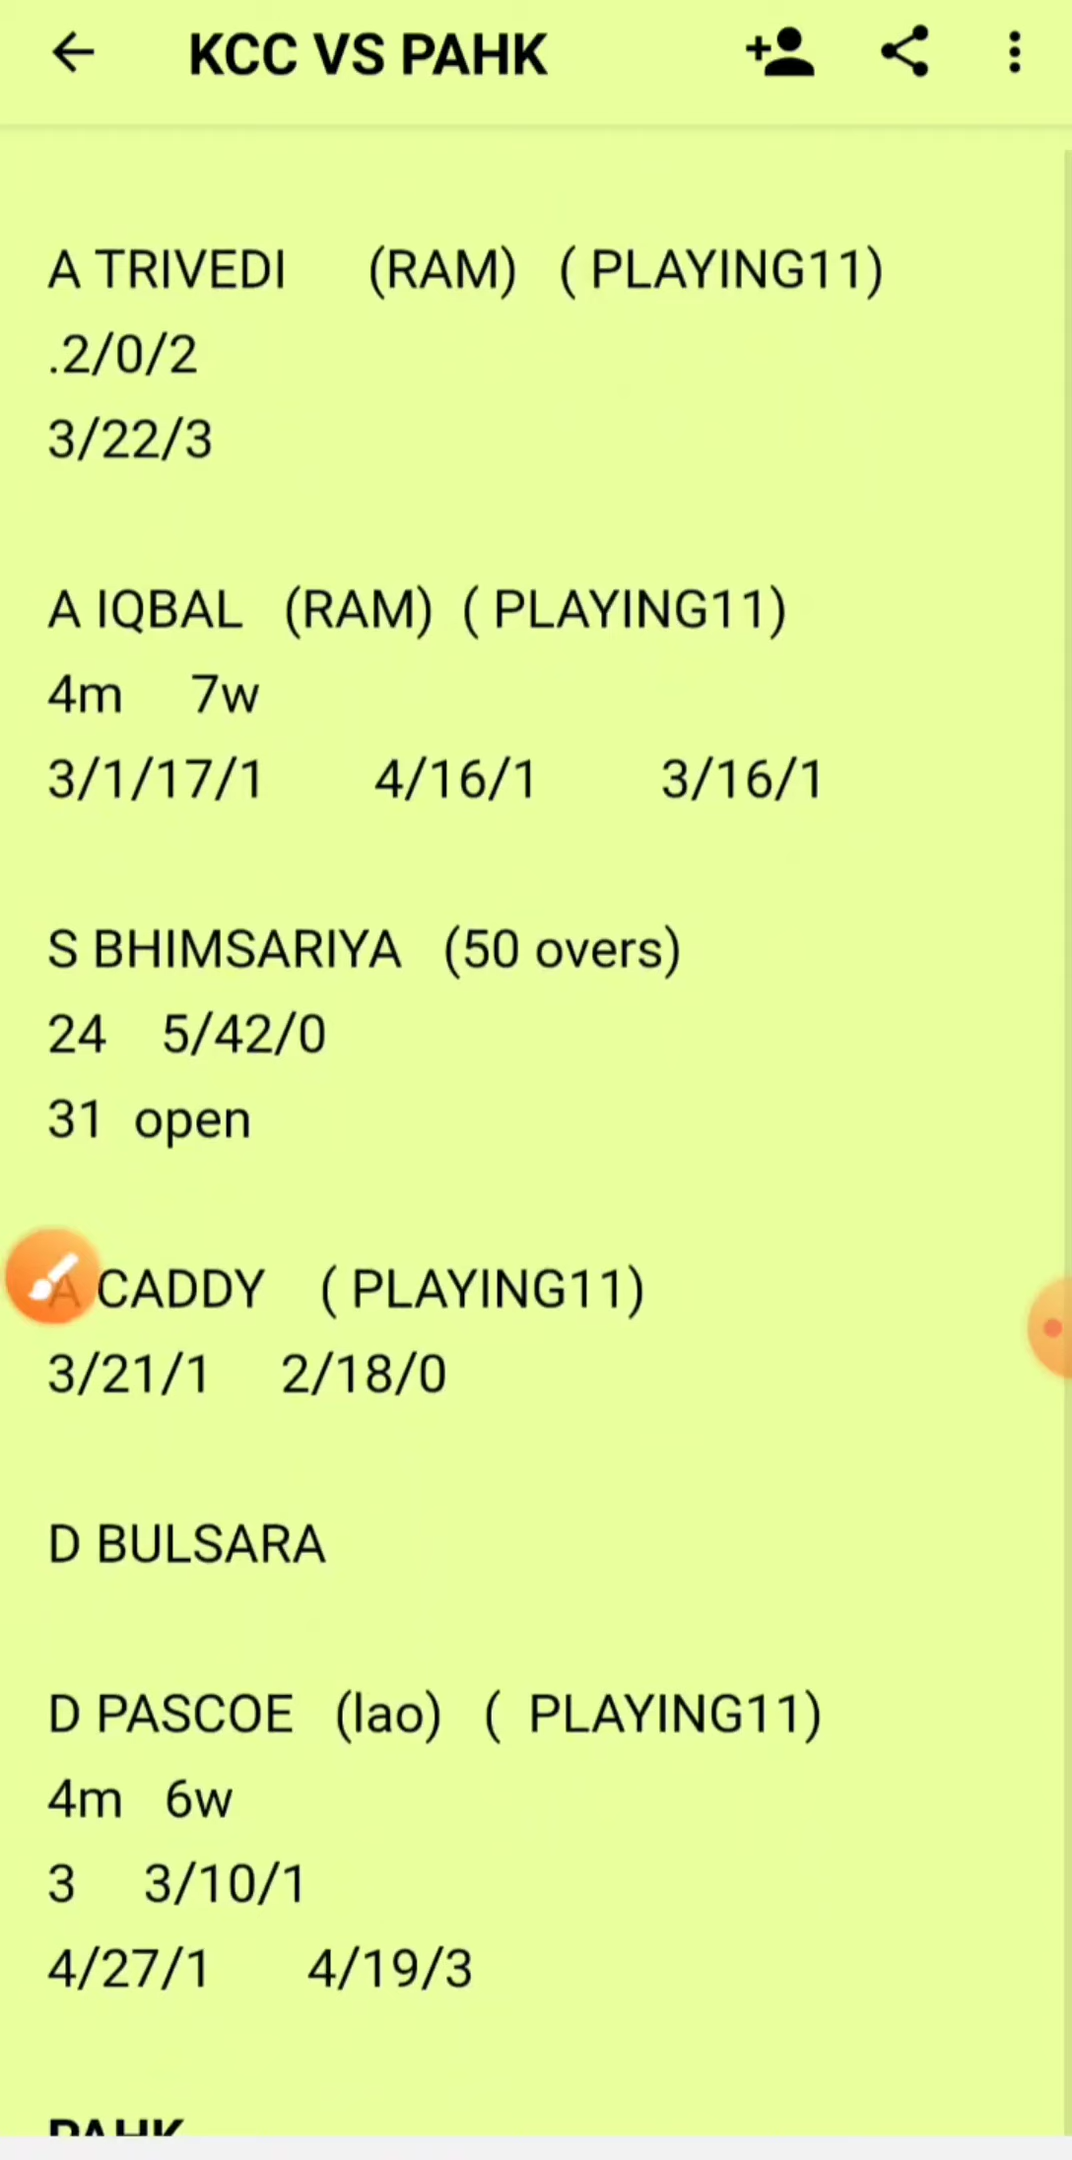 KCC VS PAHK
A TRIVEDI (RAM) ( PLAYING11)
.2/0/2
3/22/3
A IQBAL (RAM) ( PLAYING11)
4m 7w
3/1/17/1 4/16/1 3/16/1
S BHIMSARIYA (50 overs)
24 5/42/0
31 open
A CADDY ( PLAYING11)
3/21/1 2/18/0
D BULSARA
D PASCOE (lao) ( PLAYING11)
4m 6w
3 3/10/1
4/27/1 4/19/3
PAHK